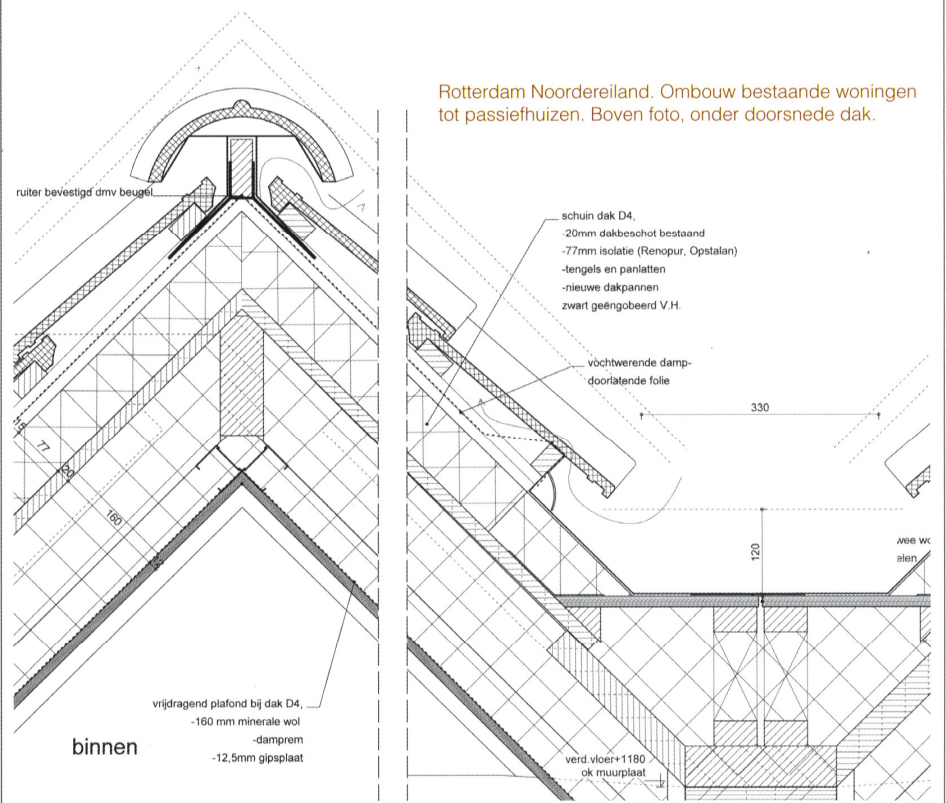 Rotterdam Noordereiland. Ombouw bestaande woningen
tot passiefhuizen. Boven foto, onder doorsnede dak.
ruiter bevestigd dmv beugel
schuin dak D4,
-20mm dakbeschot bestaand
-77mm isolatie (Renopur, Opstalan)
-tengels en panlatten
-nieuwe dakpannen
zwart geëngobeerd V.H.
vochtwerende damp-
doorlatende folie
330
120
15
77
20
160
vrijdragend plafond bij dak D4,
-160 mm minerale wol
-damprem
-12,5mm gipsplaat
binnen
verd.vloer+1180
ok muurplaat